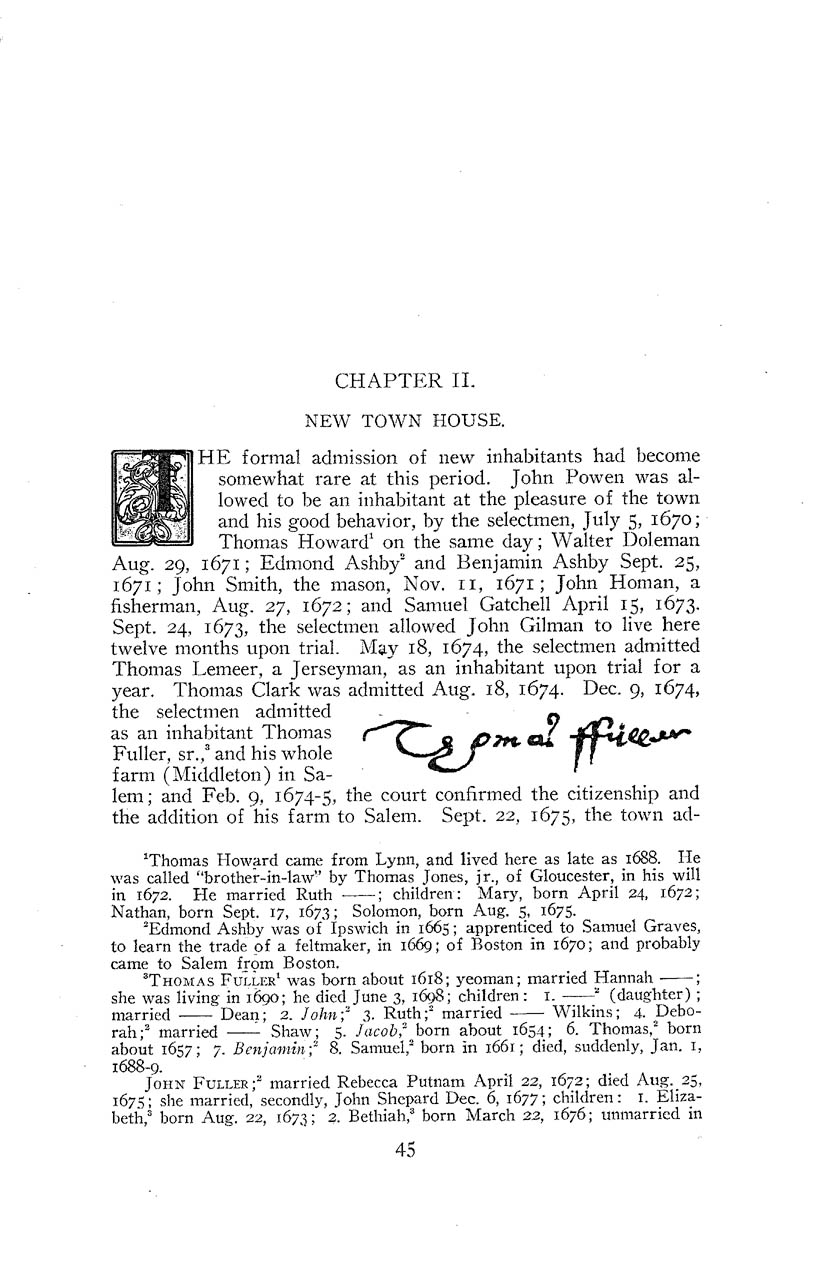 CHAPTER II.
NEW TOWN HOUSE.
THE formal admission of new inhabitants had become
somewhat rare at this period. John Powen was al-
lowed to be an inhabitant at the pleasure of the town
and his good behavior, by the selectmen, July 5, 1670;
Thomas Howard¹ on the same day; Walter Doleman
Aug. 29, 1671; Edmond Ashby² and Benjamin Ashby Sept. 25,
1671; John Smith, the mason, Nov. 11, 1671; John Homan, a
fisherman, Aug. 27, 1672; and Samuel Gatchell April 15, 1673.
Sept. 24, 1673, the selectmen allowed John Gilman to live here
twelve months upon trial. May 18, 1674, the selectmen admitted
Thomas Lemeer, a Jerseyman, as an inhabitant upon trial for a
year. Thomas Clark was admitted Aug. 18, 1674. Dec. 9, 1674,
the selectmen admitted
as an inhabitant Thomas
Fuller, sr.,³ and his whole
farm (Middleton) in Sa-
Thomas ffuller
lem; and Feb. 9, 1674-5, the court confirmed the citizenship and
the addition of his farm to Salem. Sept. 22, 1675, the town ad-
¹Thomas Howard came from Lynn, and lived here as late as 1688. He
was called "brother-in-law" by Thomas Jones, jr., of Gloucester, in his will
in 1672. He married Ruth ——; children: Mary, born April 24, 1672;
Nathan, born Sept. 17, 1673; Solomon, born Aug. 5, 1675.
²Edmond Ashby was of Ipswich in 1665; apprenticed to Samuel Graves,
to learn the trade of a feltmaker, in 1669; of Boston in 1670; and probably
came to Salem from Boston.
³THOMAS FULLER¹ was born about 1618; yeoman; married Hannah ——;
she was living in 1690; he died June 3, 1698; children: 1. ——² (daughter);
married —— Dean; 2. John;² 3. Ruth;² married —— Wilkins; 4. Debo-
rah;² married —— Shaw; 5. Jacob,² born about 1654; 6. Thomas,² born
about 1657; 7. Benjamin;² 8. Samuel,² born in 1661; died, suddenly, Jan. 1,
1688-9.
JOHN FULLER;² married Rebecca Putnam April 22, 1672; died Aug. 25,
1675; she married, secondly, John Shepard Dec. 6, 1677; children: 1. Eliza-
beth,³ born Aug. 22, 1673; 2. Bethiah,³ born March 22, 1676; unmarried in
45